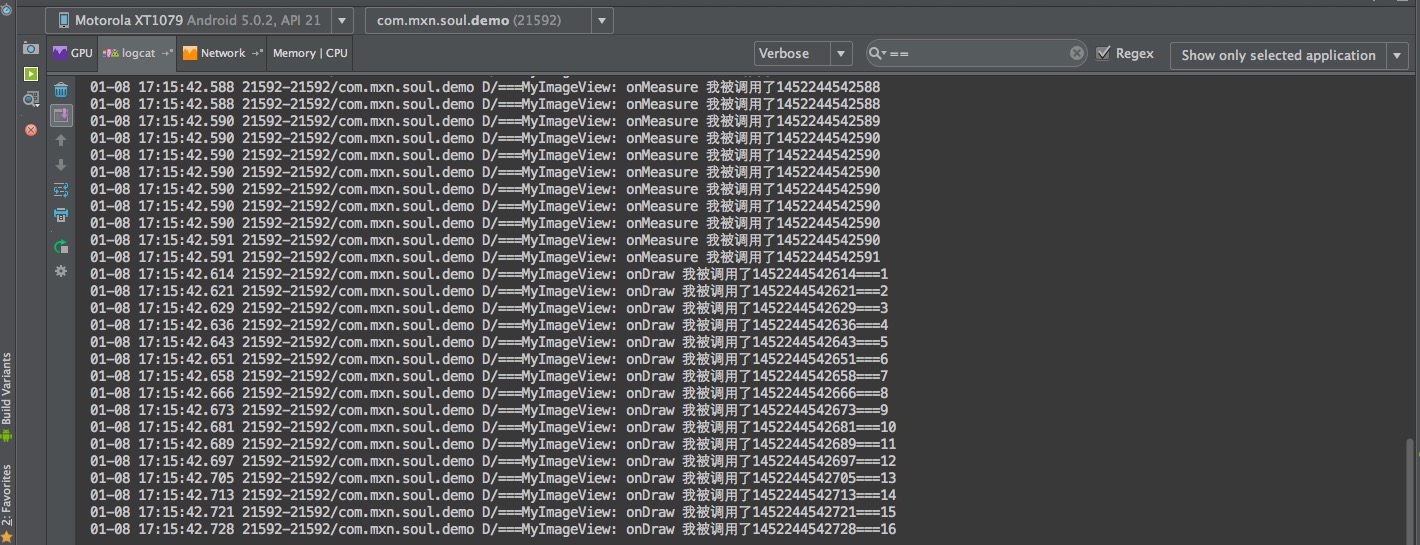 Motorola XT1079 Android 5.0.2, API 21
com.mxn.soul.demo (21592)
GPU
logcat
Network
Memory | CPU
Verbose
==
Regex
Show only selected application
01-08 17:15:42.588 21592-21592/com.mxn.soul.demo D/===MyImageView: onMeasure 我被调用了1452244542588
01-08 17:15:42.588 21592-21592/com.mxn.soul.demo D/===MyImageView: onMeasure 我被调用了1452244542588
01-08 17:15:42.590 21592-21592/com.mxn.soul.demo D/===MyImageView: onMeasure 我被调用了1452244542589
01-08 17:15:42.590 21592-21592/com.mxn.soul.demo D/===MyImageView: onMeasure 我被调用了1452244542590
01-08 17:15:42.590 21592-21592/com.mxn.soul.demo D/===MyImageView: onMeasure 我被调用了1452244542590
01-08 17:15:42.590 21592-21592/com.mxn.soul.demo D/===MyImageView: onMeasure 我被调用了1452244542590
01-08 17:15:42.590 21592-21592/com.mxn.soul.demo D/===MyImageView: onMeasure 我被调用了1452244542590
01-08 17:15:42.590 21592-21592/com.mxn.soul.demo D/===MyImageView: onMeasure 我被调用了1452244542590
01-08 17:15:42.590 21592-21592/com.mxn.soul.demo D/===MyImageView: onMeasure 我被调用了1452244542590
01-08 17:15:42.591 21592-21592/com.mxn.soul.demo D/===MyImageView: onMeasure 我被调用了1452244542590
01-08 17:15:42.591 21592-21592/com.mxn.soul.demo D/===MyImageView: onMeasure 我被调用了1452244542591
01-08 17:15:42.614 21592-21592/com.mxn.soul.demo D/===MyImageView: onDraw 我被调用了1452244542614===1
01-08 17:15:42.621 21592-21592/com.mxn.soul.demo D/===MyImageView: onDraw 我被调用了1452244542621===2
01-08 17:15:42.629 21592-21592/com.mxn.soul.demo D/===MyImageView: onDraw 我被调用了1452244542629===3
01-08 17:15:42.636 21592-21592/com.mxn.soul.demo D/===MyImageView: onDraw 我被调用了1452244542636===4
01-08 17:15:42.643 21592-21592/com.mxn.soul.demo D/===MyImageView: onDraw 我被调用了1452244542643===5
01-08 17:15:42.651 21592-21592/com.mxn.soul.demo D/===MyImageView: onDraw 我被调用了1452244542651===6
01-08 17:15:42.658 21592-21592/com.mxn.soul.demo D/===MyImageView: onDraw 我被调用了1452244542658===7
01-08 17:15:42.666 21592-21592/com.mxn.soul.demo D/===MyImageView: onDraw 我被调用了1452244542666===8
01-08 17:15:42.673 21592-21592/com.mxn.soul.demo D/===MyImageView: onDraw 我被调用了1452244542673===9
01-08 17:15:42.681 21592-21592/com.mxn.soul.demo D/===MyImageView: onDraw 我被调用了1452244542681===10
01-08 17:15:42.689 21592-21592/com.mxn.soul.demo D/===MyImageView: onDraw 我被调用了1452244542689===11
01-08 17:15:42.697 21592-21592/com.mxn.soul.demo D/===MyImageView: onDraw 我被调用了1452244542697===12
01-08 17:15:42.705 21592-21592/com.mxn.soul.demo D/===MyImageView: onDraw 我被调用了1452244542705===13
01-08 17:15:42.713 21592-21592/com.mxn.soul.demo D/===MyImageView: onDraw 我被调用了1452244542713===14
01-08 17:15:42.721 21592-21592/com.mxn.soul.demo D/===MyImageView: onDraw 我被调用了1452244542721===15
01-08 17:15:42.728 21592-21592/com.mxn.soul.demo D/===MyImageView: onDraw 我被调用了1452244542728===16
Build Variants
2: Favorites